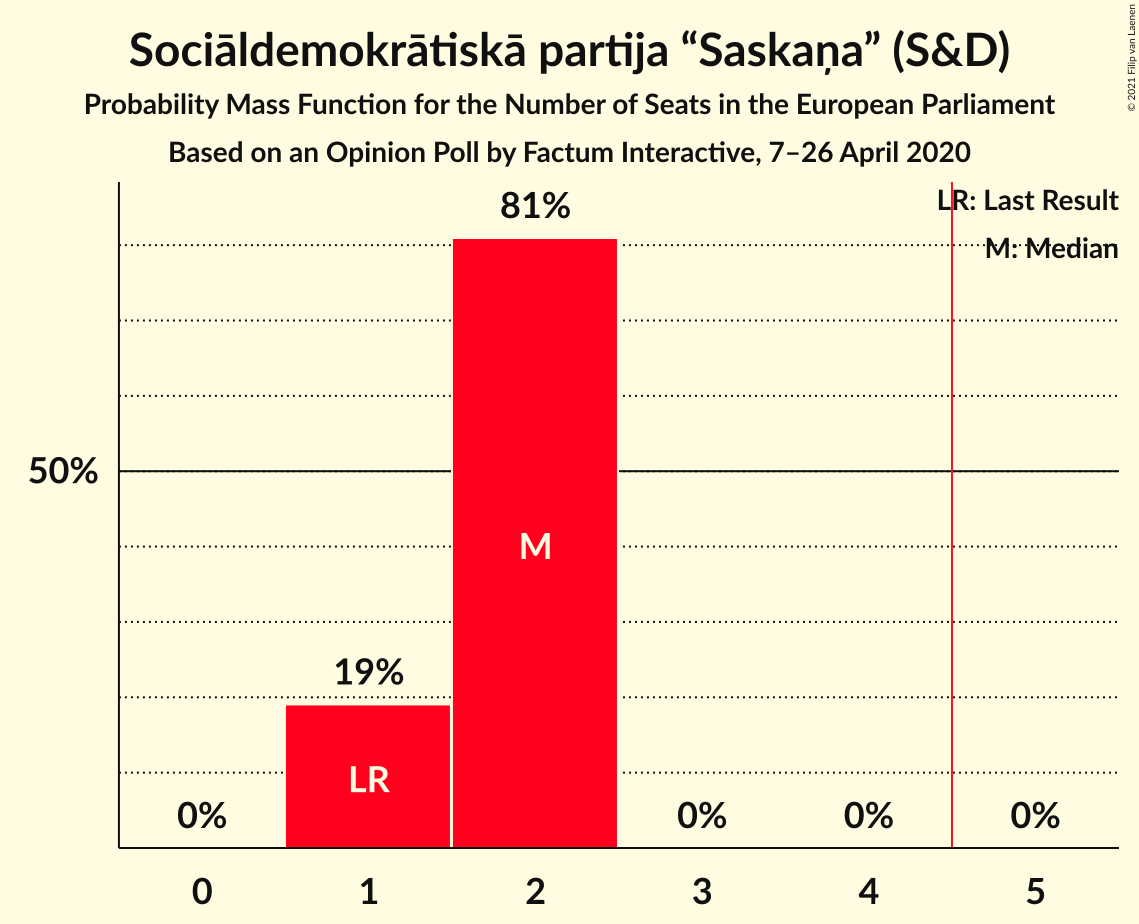 Sociāldemokrātiskā partija “Saskaņa” (S&D)
Probability Mass Function for the Number of Seats in the European Parliament
Based on an Opinion Poll by Factum Interactive, 7–26 April 2020
© 2021 Filip van Laenen
LR: Last Result
M: Median
81%
50%
M
19%
LR
0%
0%
0%
0%
0 1 2 3 4 5